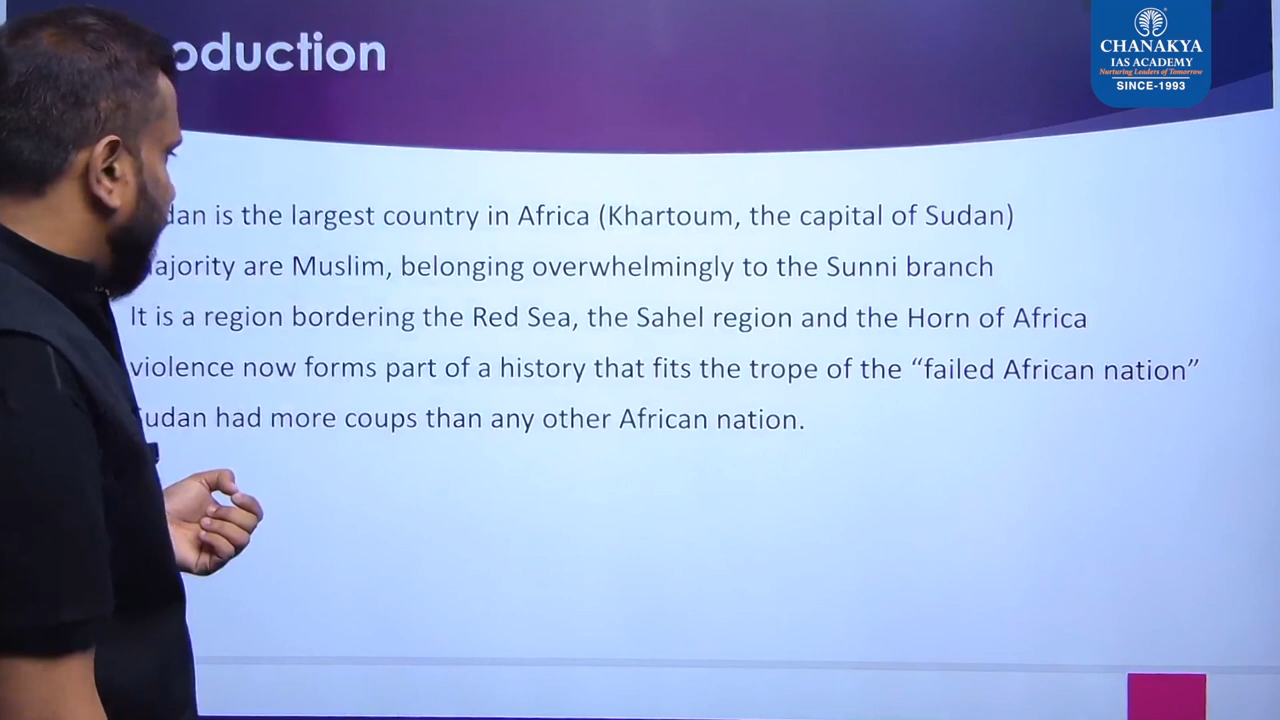 oduction
CHANAKYA
IAS ACADEMY
Nurturing Leaders of Tomorrow
SINCE-1993
dan is the largest country in Africa (Khartoum, the capital of Sudan)
ajority are Muslim, belonging overwhelmingly to the Sunni branch
It is a region bordering the Red Sea, the Sahel region and the Horn of Africa
violence now forms part of a history that fits the trope of the “failed African nation”
udan had more coups than any other African nation.